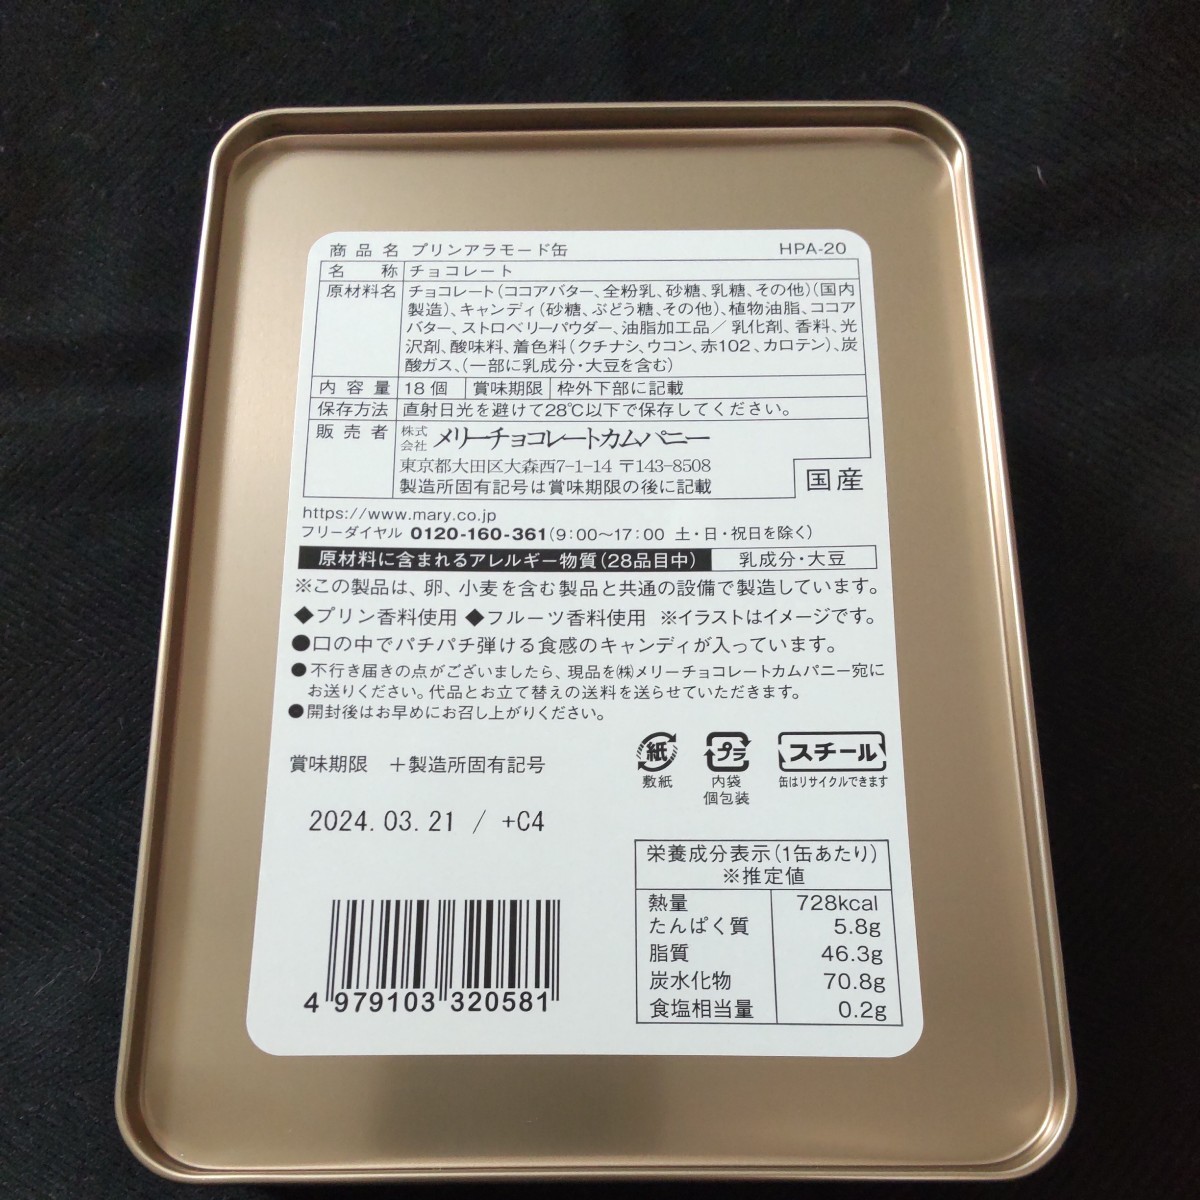 商品名 プリンアラモード缶 HPA-20
名称 チョコレート
原材料名 チョコレート(ココアバター、全粉乳、砂糖、乳糖、その他)(国内
製造)、キャンディ(砂糖、ぶどう糖、その他)、植物油脂、ココア
バター、ストロベリーパウダー、油脂加工品/乳化剤、香料、光
沢剤、酸味料、着色料(クチナシ、ウコン、赤102、カロテン)、炭
酸ガス、(一部に乳成分・大豆を含む)
内容量 18個 賞味期限 枠外下部に記載
保存方法 直射日光を避けて28℃以下で保存してください。
販売者 株式会社 メリーチョコレートカムパニー
東京都大田区大森西7-1-14 〒143-8508
製造所固有記号は賞味期限の後に記載
国産
https://www.mary.co.jp
フリーダイヤル 0120-160-361(9:00〜17:00 土・日・祝日を除く)
原材料に含まれるアレルギー物質(28品目中) 乳成分・大豆
※この製品は、卵、小麦を含む製品と共通の設備で製造しています。
◆プリン香料使用 ◆フルーツ香料使用 ※イラストはイメージです。
●口の中でパチパチ弾ける食感のキャンディが入っています。
●不行き届きの点がございましたら、現品を㈱メリーチョコレートカムパニー宛に
お送りください。代品とお立て替えの送料を送らせていただきます。
●開封後はお早めにお召し上がりください。
紙
敷紙
プラ
内袋
個包装
スチール
缶はリサイクルできます
賞味期限 +製造所固有記号
2024.03.21 / +C4
栄養成分表示(1缶あたり)
※推定値
熱量 728kcal
たんぱく質 5.8g
脂質 46.3g
炭水化物 70.8g
食塩相当量 0.2g
4 979103 320581